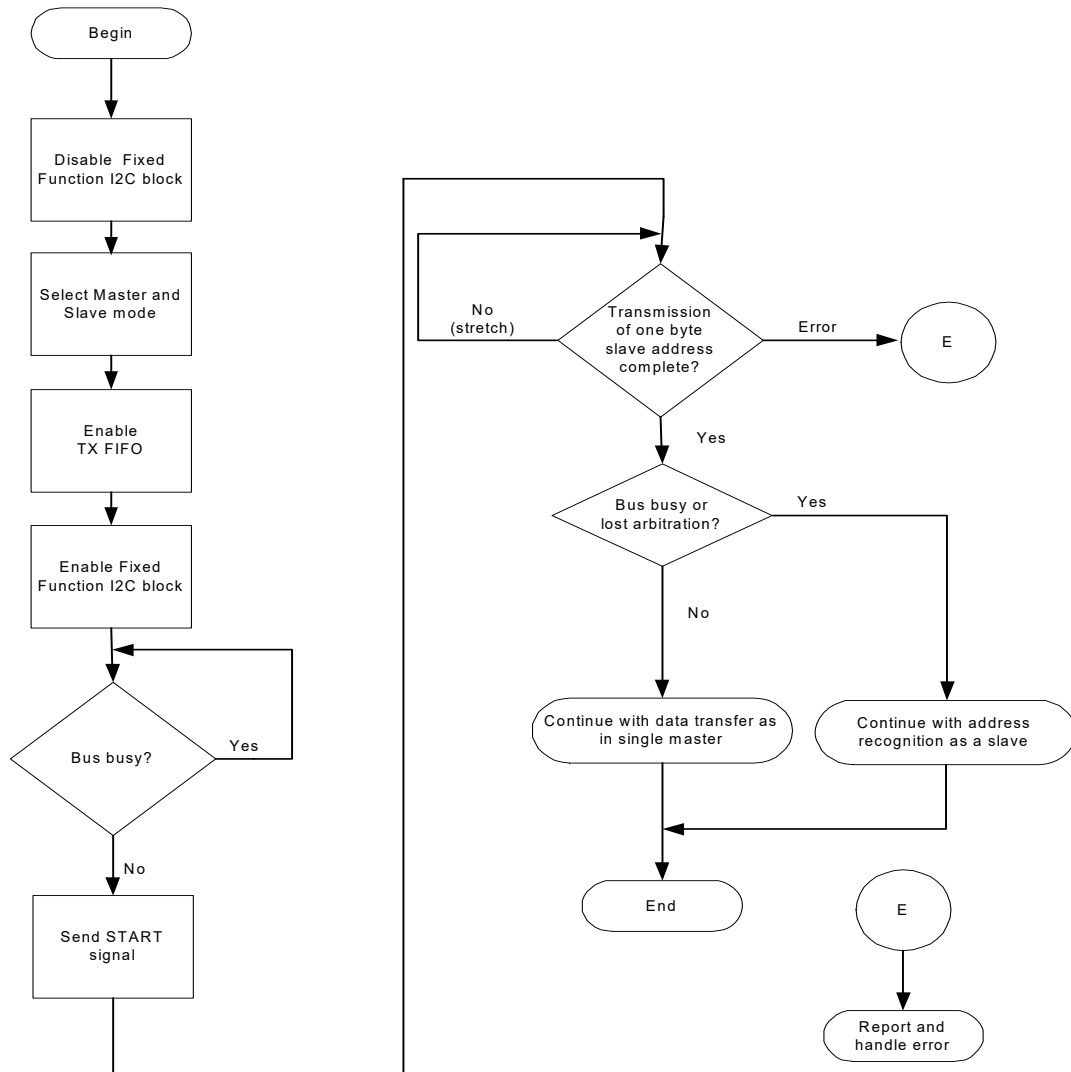 Begin
Disable Fixed
Function I2C block
Select Master and
Slave mode
Enable
TX FIFO
Enable Fixed
Function I2C block
Bus busy?
Yes
No
Send START
signal
Transmission
of one byte
slave address
complete?
No
(stretch)
Error
E
Yes
Bus busy or
lost arbitration?
Yes
No
Continue with data transfer as
in single master
Continue with address
recognition as a slave
End
E
Report and
handle error